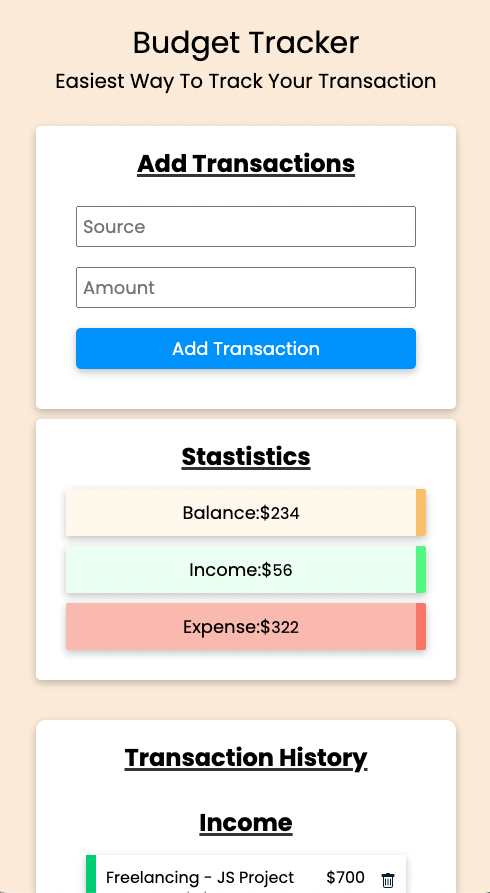 Budget Tracker
Easiest Way To Track Your Transaction
Add Transactions
Source
Amount
Add Transaction
Stastistics
Balance:$234
Income:$56
Expense:$322
Transaction History
Income
Freelancing - JS Project $700